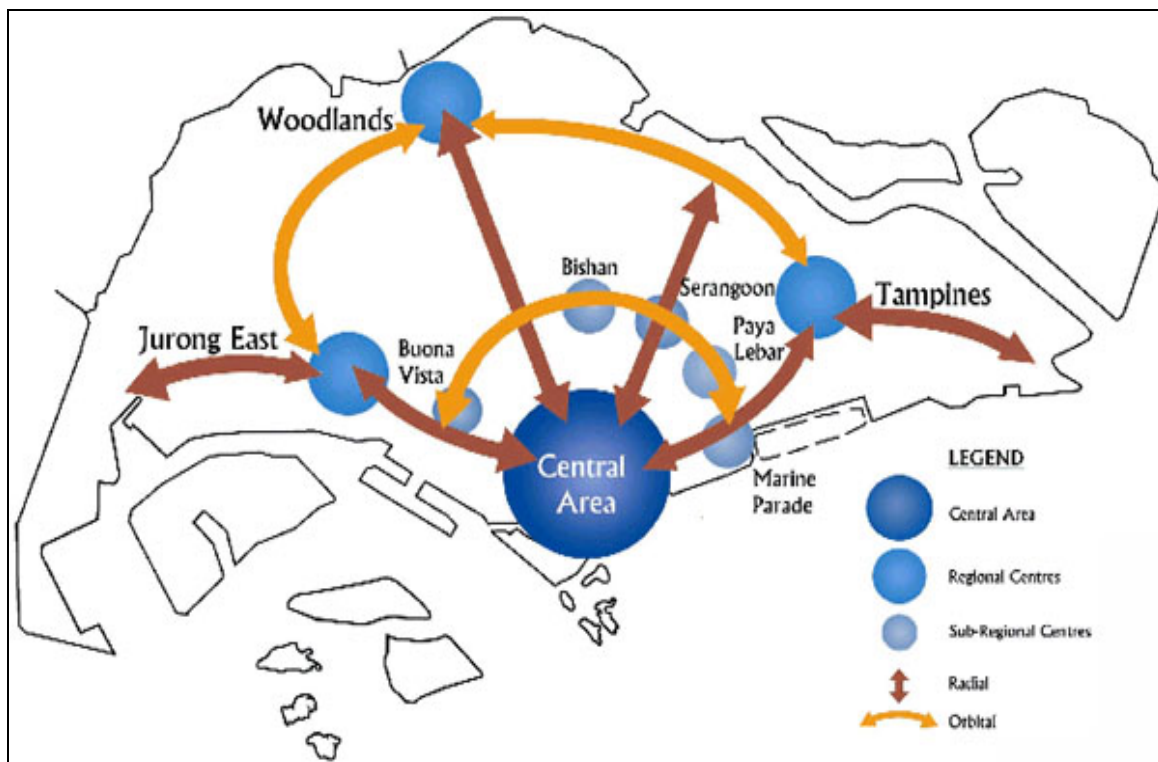 Woodlands
Bishan
Serangoon
Tampines
Paya
Lebar
Jurong East
Buona
Vista
Central
Area
Marine
Parade
LEGEND
Central Area
Regional Centres
Sub-Regional Centres
Radial
Orbital